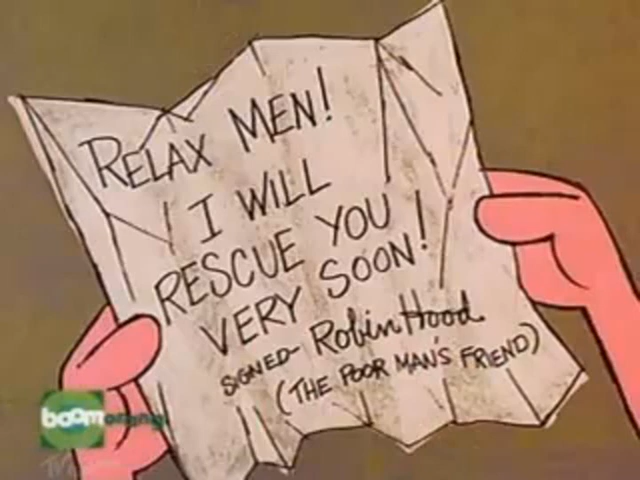 RELAX MEN!
I WILL
RESCUE YOU
VERY SOON!
SIGNED- Robin Hood
(THE POOR MAN'S FRIEND)
boomerang